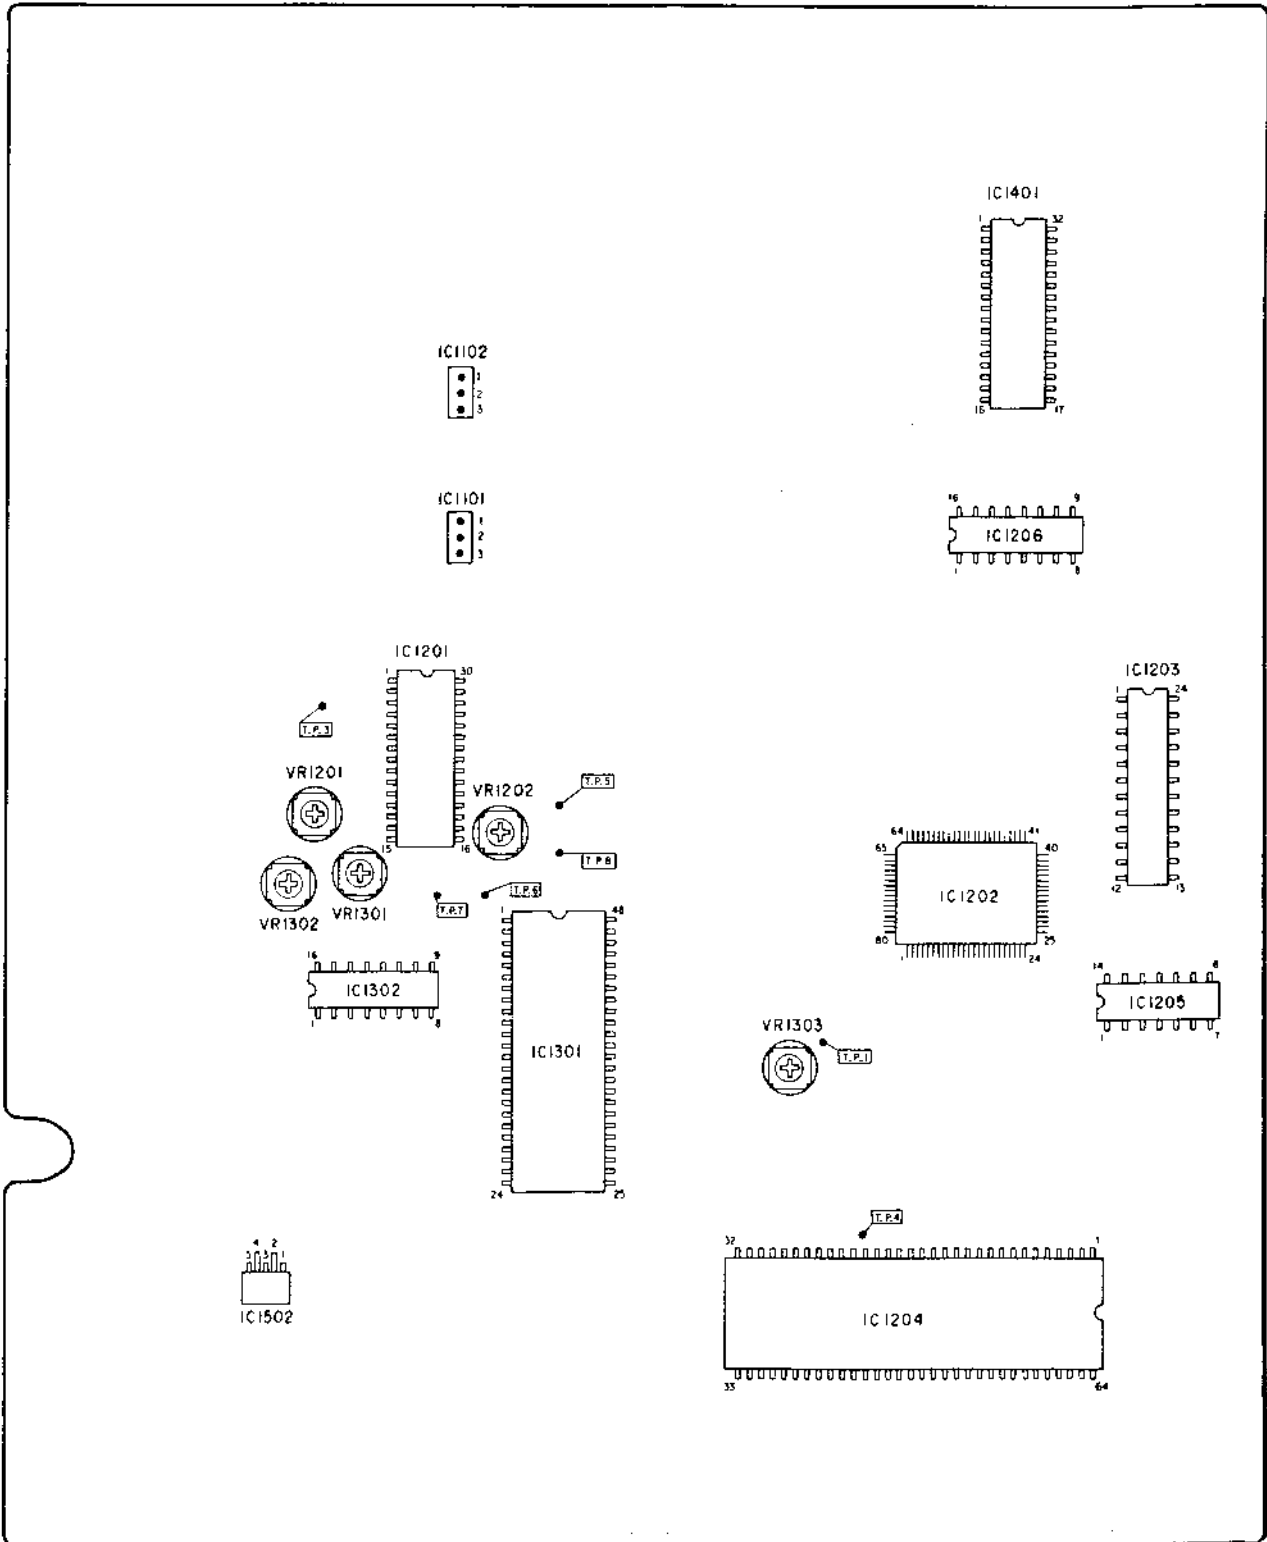 IC1401
1 32
16 17
IC1102
1
2
3
IC1101
1
2
3
16 9
IC1206
1 8
IC1201
1 30
15 16
IC1203
1 24
12 13
T.P.3
VR1201
VR1202
T.P.5
T.P.8
T.P.6
T.P.7
VR1302
VR1301
64 41
65 40
IC1202
80 25
1 24
16 9
IC1302
1 8
1 48
IC1301
24 25
14 8
IC1205
1 7
VR1303
T.P.1
T.P.4
4 2
5 3 1
IC1502
32 1
IC1204
33 64